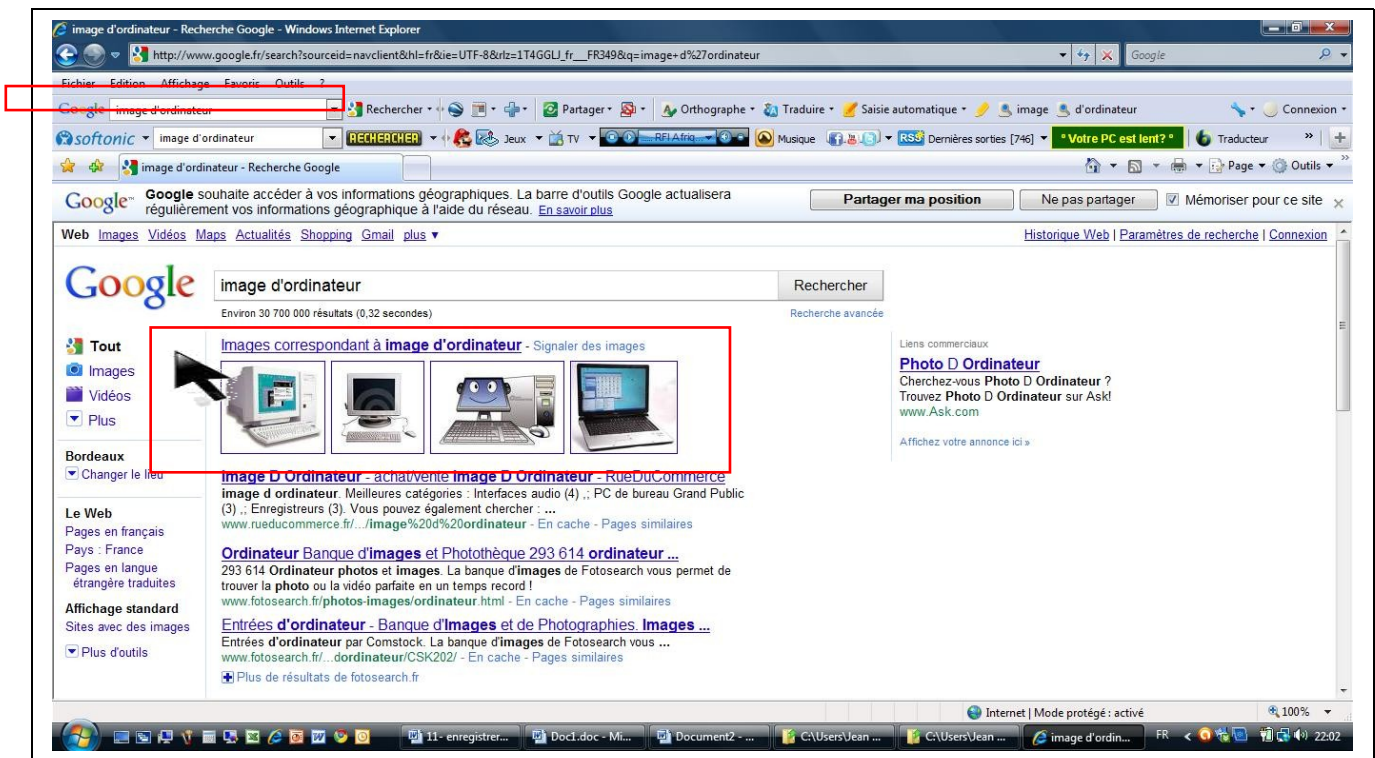 image d'ordinateur - Recherche Google - Windows Internet Explorer
http://www.google.fr/search?sourceid=navclient&hl=fr&ie=UTF-8&rlz=1T4GGLJ_fr__FR349&q=image+d%27ordinateur Google
Fichier Edition Affichage Favoris Outils ?
Google image d'ordinateur Rechercher Partager Orthographe Traduire Saisie automatique image d'ordinateur Connexion
softonic image d'ordinateur RECHERCHER Jeux TV RFI Afriq Musique RSS Dernières sorties [746] "Votre PC est lent? " Traducteur
image d'ordinateur - Recherche Google Page Outils
Google™ Google souhaite accéder à vos informations géographiques. La barre d'outils Google actualisera
régulièrement vos informations géographique à l'aide du réseau. En savoir plus
Partager ma position Ne pas partager Mémoriser pour ce site
Web Images Vidéos Maps Actualités Shopping Gmail plus Historique Web | Paramètres de recherche | Connexion
Google image d'ordinateur Rechercher
Environ 30 700 000 résultats (0,32 secondes) Recherche avancée
Tout
Images
Vidéos
Plus
Bordeaux
Changer le lieu
Le Web
Pages en français
Pays : France
Pages en langue
étrangère traduites
Affichage standard
Sites avec des images
Plus d'outils
Images correspondant à image d'ordinateur - Signaler des images
Image D Ordinateur - achat/vente Image D Ordinateur - RueDuCommerce
image d ordinateur. Meilleures catégories : Interfaces audio (4) ,; PC de bureau Grand Public
(3) ,; Enregistreurs (3). Vous pouvez également chercher : ...
www.rueducommerce.fr/.../image%20d%20ordinateur - En cache - Pages similaires
Ordinateur Banque d'images et Photothèque 293 614 ordinateur ...
293 614 Ordinateur photos et images. La banque d'images de Fotosearch vous permet de
trouver la photo ou la vidéo parfaite en un temps record !
www.fotosearch.fr/photos-images/ordinateur.html - En cache - Pages similaires
Entrées d'ordinateur - Banque d'Images et de Photographies. Images ...
Entrées d'ordinateur par Comstock. La banque d'images de Fotosearch vous ...
www.fotosearch.fr/...dordinateur/CSK202/ - En cache - Pages similaires
Plus de résultats de fotosearch.fr
Liens commerciaux
Photo D Ordinateur
Cherchez-vous Photo D Ordinateur ?
Trouvez Photo D Ordinateur sur Ask!
www.Ask.com
Affichez votre annonce ici »
Internet | Mode protégé : activé 100%
11- enregistrer... Doc1.doc - Mi... Document2 - ... C:\Users\Jean ... C:\Users\Jean ... image d'ordin... FR 22:02